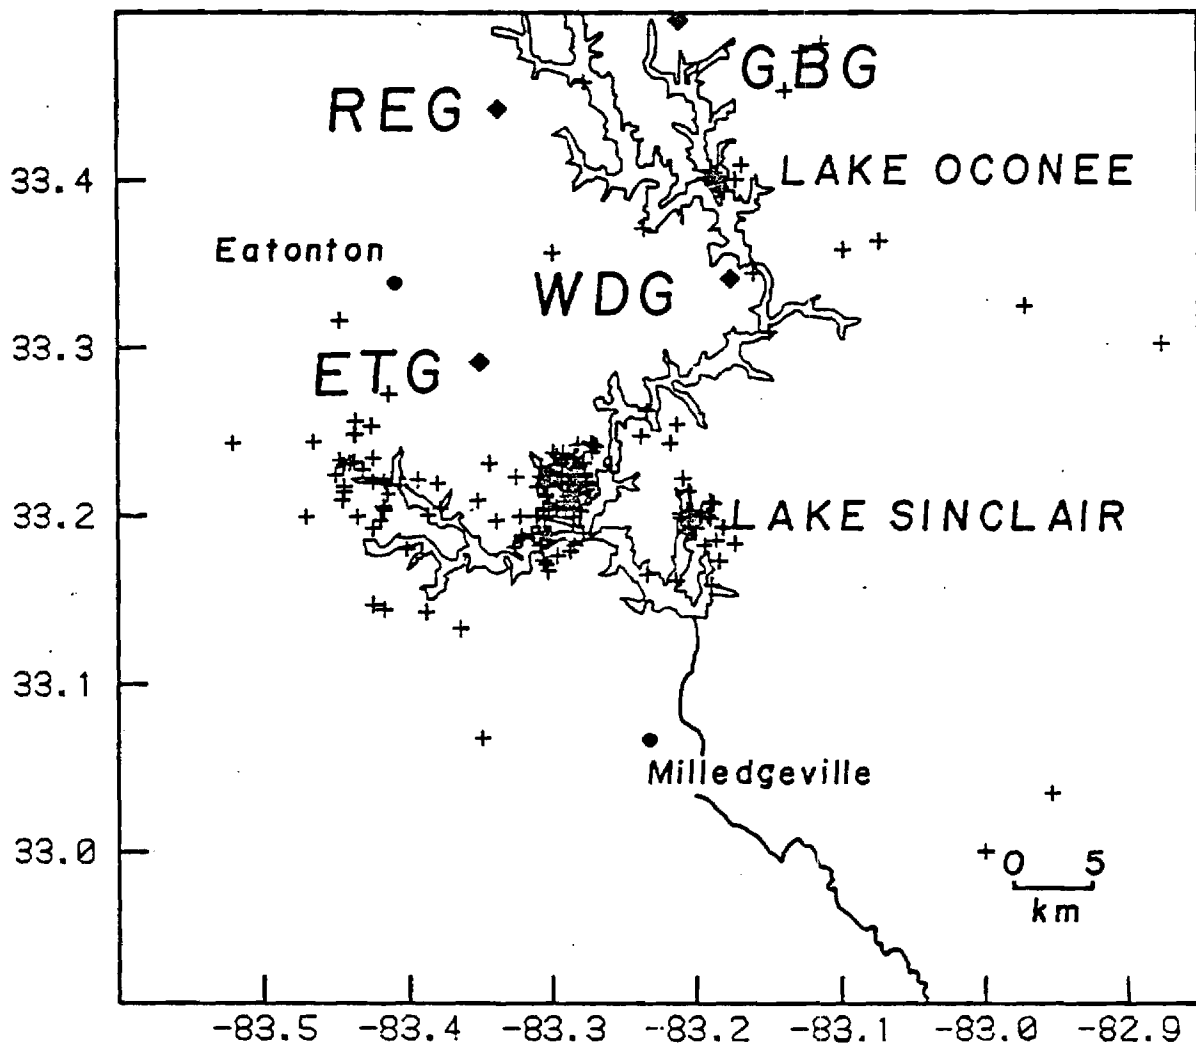 GBG
REG
33.4
LAKE OCONEE
Eatonton
WDG
33.3
ETG
33.2
LAKE SINCLAIR
33.1
Milledgeville
33.0
0 5
km
-83.5 -83.4 -83.3 -83.2 -83.1 -83.0 -82.9